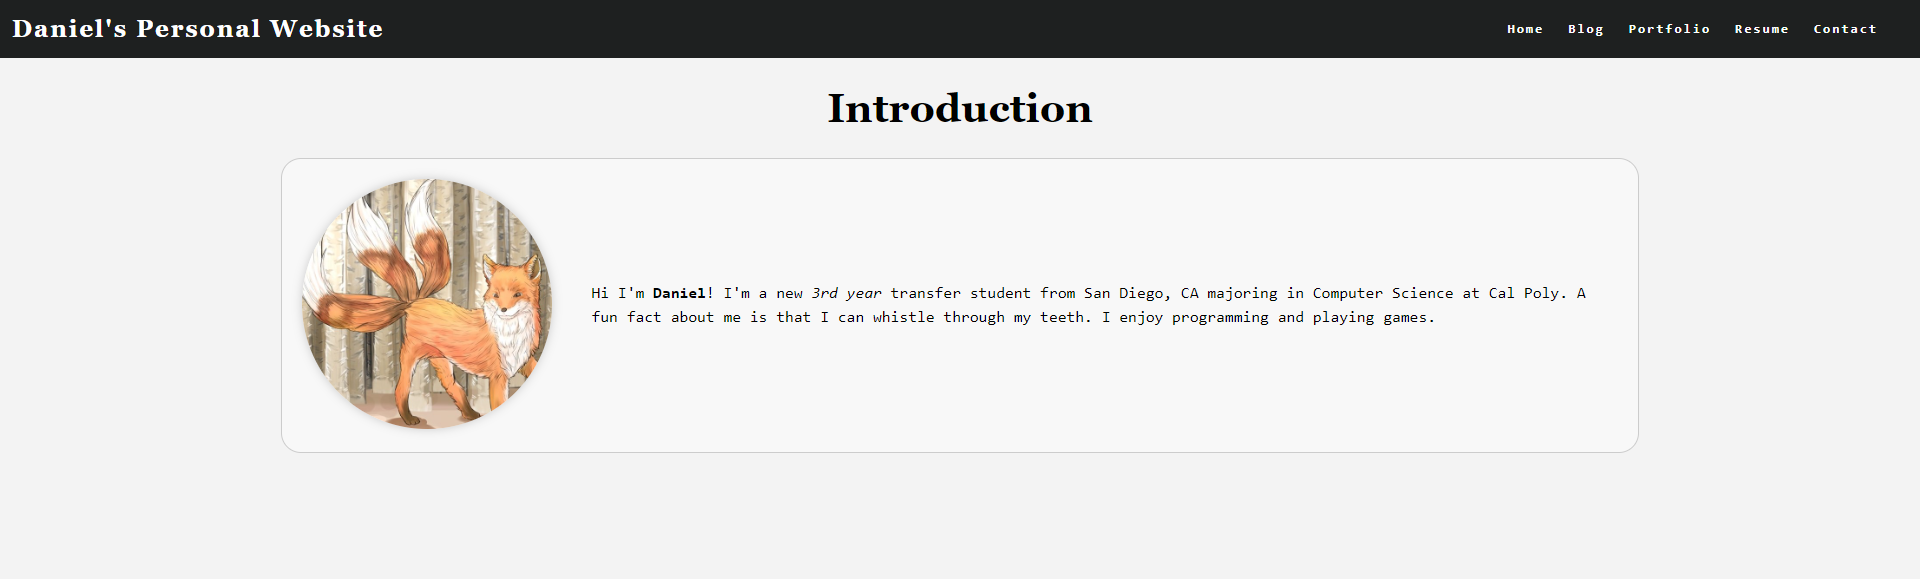 Daniel's Personal Website
Home Blog Portfolio Resume Contact
Introduction
Hi I'm Daniel! I'm a new 3rd year transfer student from San Diego, CA majoring in Computer Science at Cal Poly. A
fun fact about me is that I can whistle through my teeth. I enjoy programming and playing games.